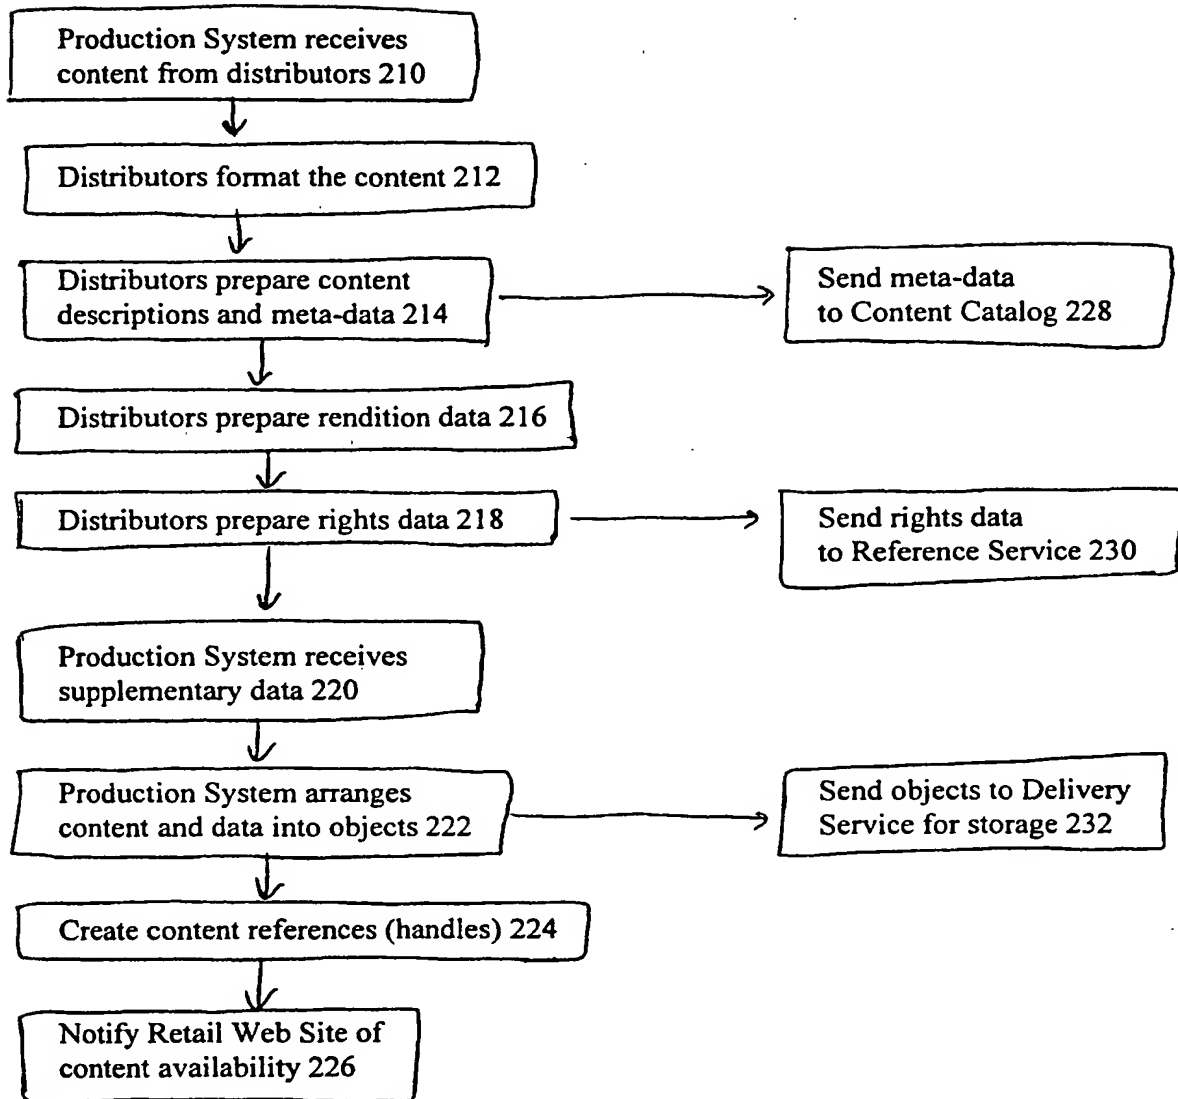 Production System receives
content from distributors 210
Distributors format the content 212
Distributors prepare content
descriptions and meta-data 214
Send meta-data
to Content Catalog 228
Distributors prepare rendition data 216
Distributors prepare rights data 218
Send rights data
to Reference Service 230
Production System receives
supplementary data 220
Production System arranges
content and data into objects 222
Send objects to Delivery
Service for storage 232
Create content references (handles) 224
Notify Retail Web Site of
content availability 226